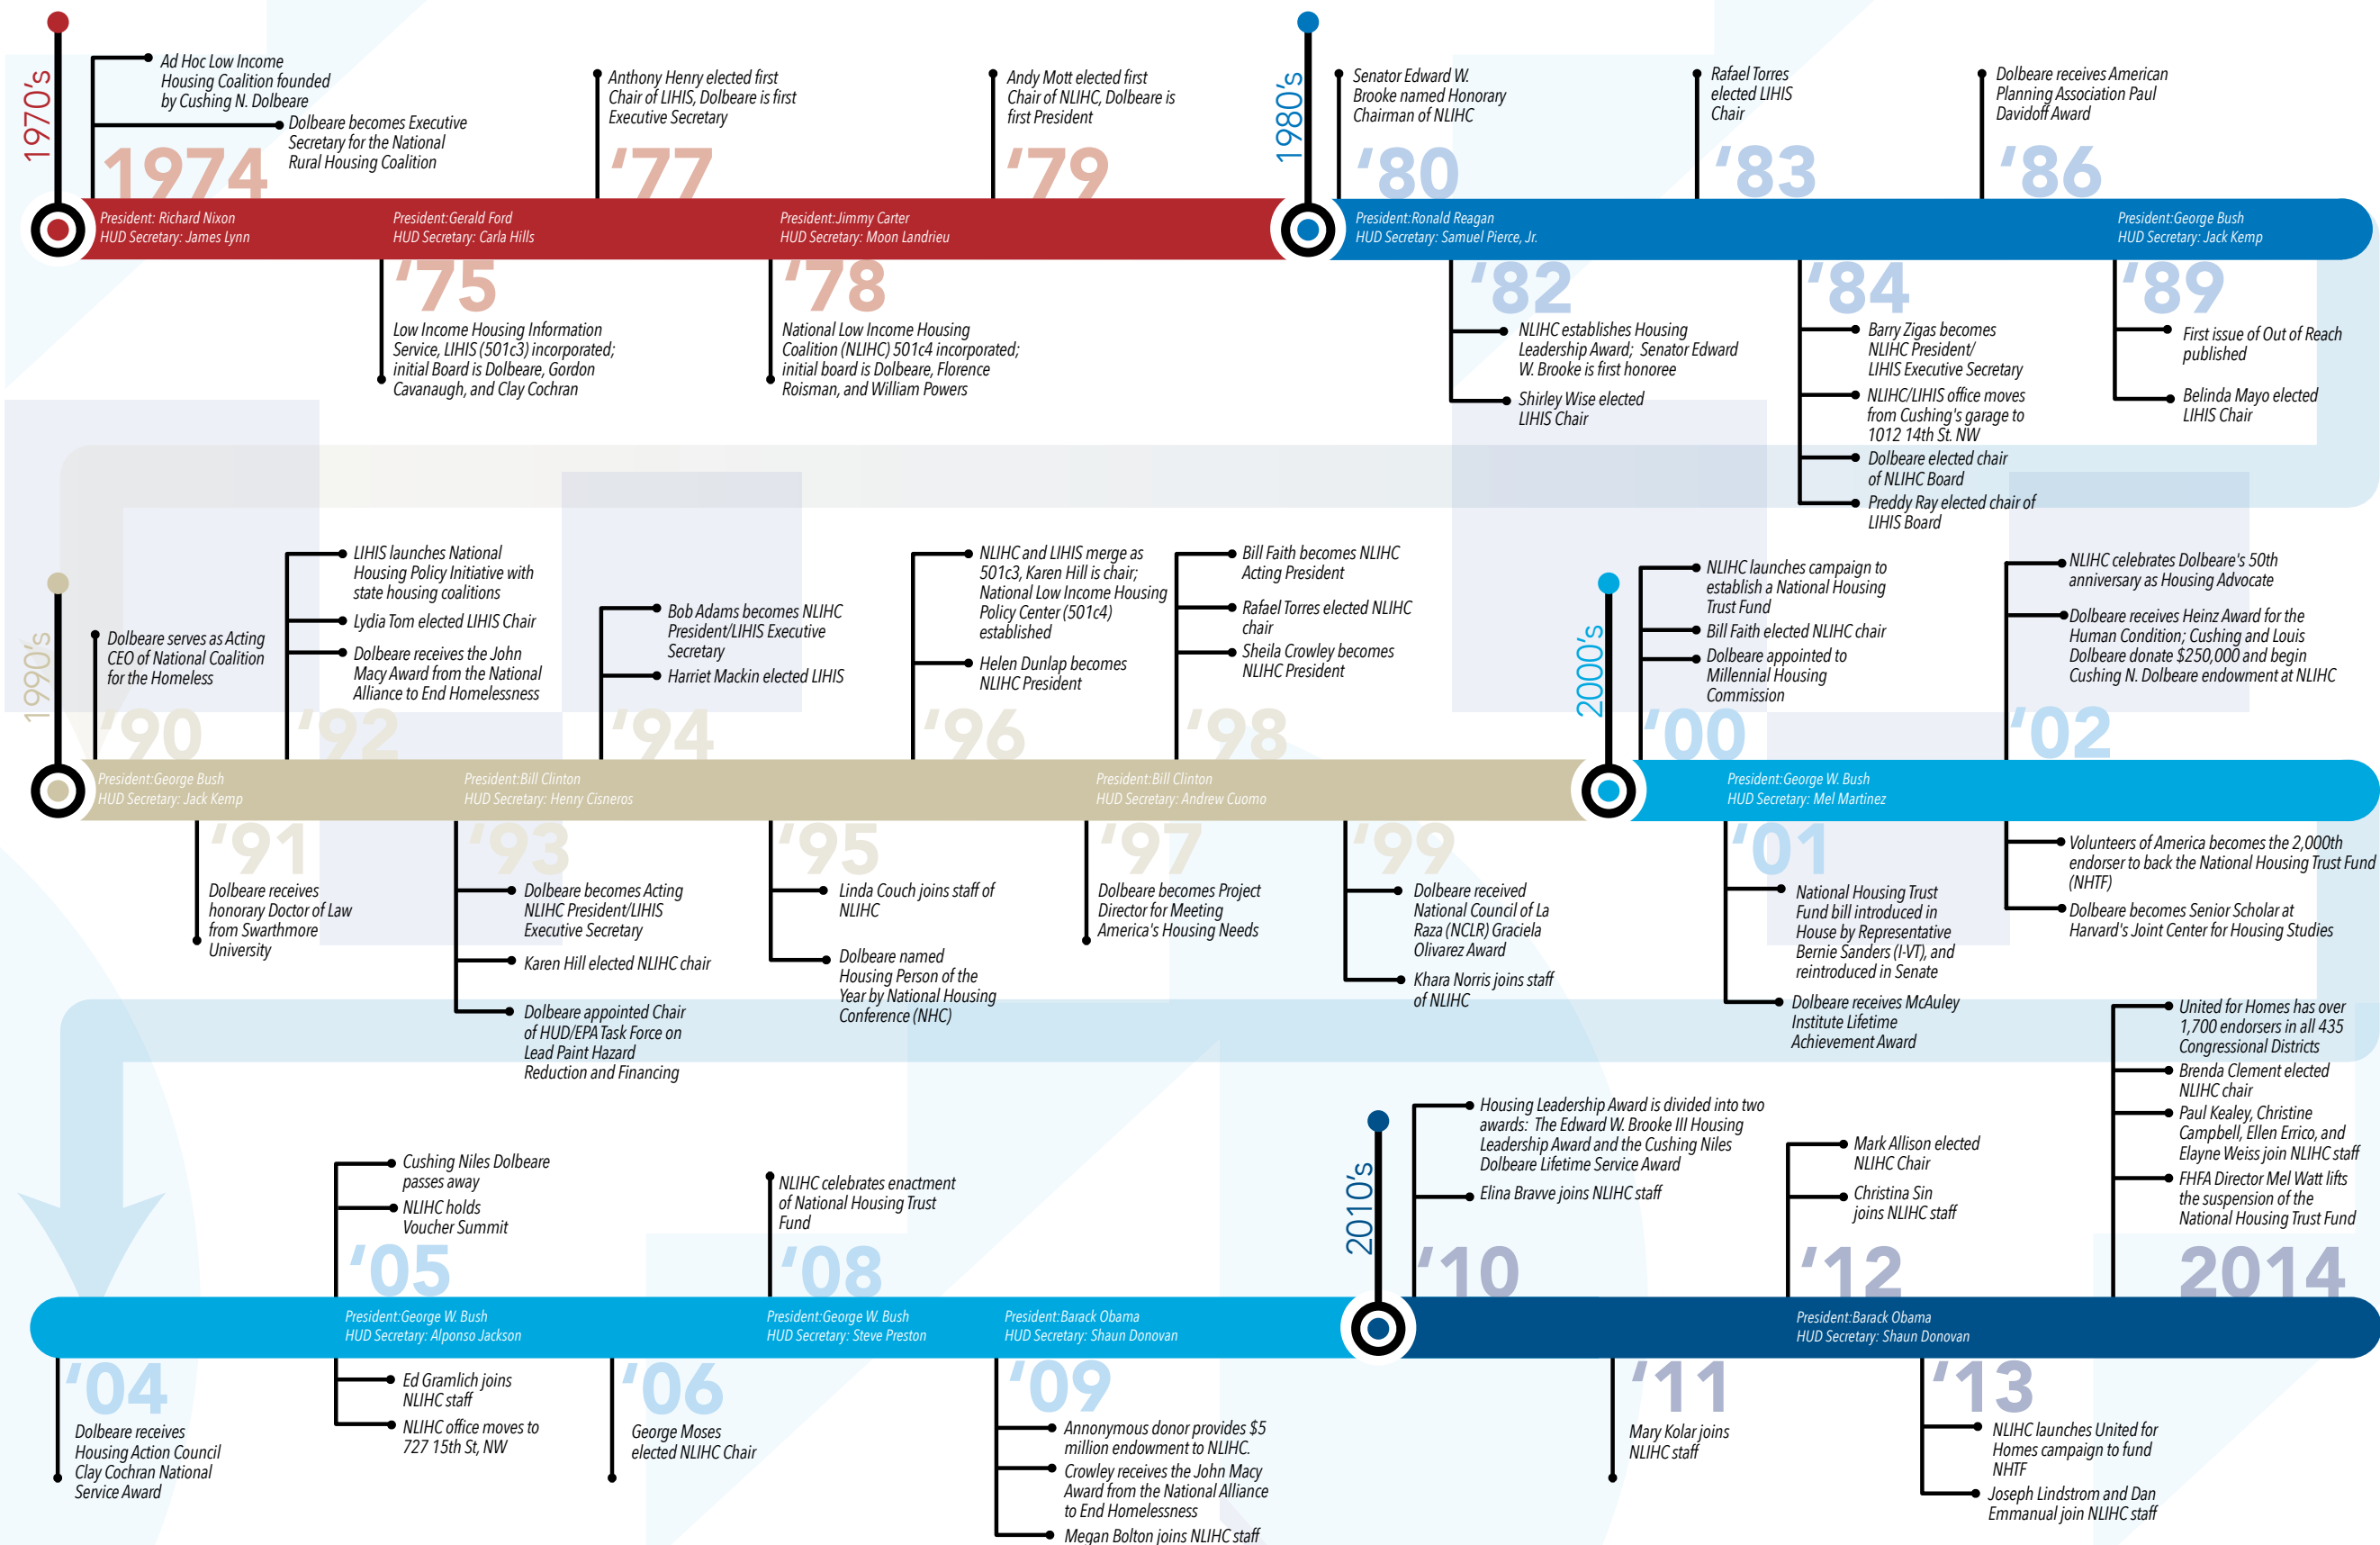 1970's
Ad Hoc Low Income
Housing Coalition founded
by Cushing N. Dolbeare
Dolbeare becomes Executive
Secretary for the National
Rural Housing Coalition
1974
President: Richard Nixon
HUD Secretary: James Lynn
President:Gerald Ford
HUD Secretary: Carla Hills
'75
Low Income Housing Information
Service, LIHIS (501c3) incorporated;
initial Board is Dolbeare, Gordon
Cavanaugh, and Clay Cochran
Anthony Henry elected first
Chair of LIHIS, Dolbeare is first
Executive Secretary
'77
President:Jimmy Carter
HUD Secretary: Moon Landrieu
'78
National Low Income Housing
Coalition (NLIHC) 501c4 incorporated;
initial board is Dolbeare, Florence
Roisman, and William Powers
Andy Mott elected first
Chair of NLIHC, Dolbeare is
first President
'79
1980's
Senator Edward W.
Brooke named Honorary
Chairman of NLIHC
'80
President:Ronald Reagan
HUD Secretary: Samuel Pierce, Jr.
'82
NLIHC establishes Housing
Leadership Award;  Senator Edward
W. Brooke is first honoree
Shirley Wise elected
LIHIS Chair
Rafael Torres
elected LIHIS
Chair
'83
'84
Barry Zigas becomes
NLIHC President/
LIHIS Executive Secretary
NLIHC/LIHIS office moves
from Cushing's garage to
1012 14th St. NW
Dolbeare elected chair
of NLIHC Board
Preddy Ray elected chair of
LIHIS Board
Dolbeare receives American
Planning Association Paul
Davidoff Award
'86
President:George Bush
HUD Secretary: Jack Kemp
'89
First issue of Out of Reach
published
Belinda Mayo elected
LIHIS Chair
1990's
Dolbeare serves as Acting
CEO of National Coalition
for the Homeless
'90
President:George Bush
HUD Secretary: Jack Kemp
'91
Dolbeare receives
honorary Doctor of Law
from Swarthmore
University
LIHIS launches National
Housing Policy Initiative with
state housing coalitions
Lydia Tom elected LIHIS Chair
Dolbeare receives the John
Macy Award from the National
Alliance to End Homelessness
'92
President:Bill Clinton
HUD Secretary: Henry Cisneros
'93
Dolbeare becomes Acting
NLIHC President/LIHIS
Executive Secretary
Karen Hill elected NLIHC chair
Dolbeare appointed Chair
of HUD/EPA Task Force on
Lead Paint Hazard
Reduction and Financing
Bob Adams becomes NLIHC
President/LIHIS Executive
Secretary
Harriet Mackin elected LIHIS
'94
'95
Linda Couch joins staff of
NLIHC
Dolbeare named
Housing Person of the
Year by National Housing
Conference (NHC)
NLIHC and LIHIS merge as
501c3, Karen Hill is chair;
National Low Income Housing
Policy Center (501c4)
established
Helen Dunlap becomes
NLIHC President
'96
President:Bill Clinton
HUD Secretary: Andrew Cuomo
'97
Dolbeare becomes Project
Director for Meeting
America's Housing Needs
Bill Faith becomes NLIHC
Acting President
Rafael Torres elected NLIHC
chair
Sheila Crowley becomes
NLIHC President
'98
'99
Dolbeare received
National Council of La
Raza (NCLR) Graciela
Olivarez Award
Khara Norris joins staff
of NLIHC
2000's
NLIHC launches campaign to
establish a National Housing
Trust Fund
Bill Faith elected NLIHC chair
Dolbeare appointed to
Millennial Housing
Commission
'00
President:George W. Bush
HUD Secretary: Mel Martinez
'01
National Housing Trust
Fund bill introduced in
House by Representative
Bernie Sanders (I-VT), and
reintroduced in Senate
Dolbeare receives McAuley
Institute Lifetime
Achievement Award
NLIHC celebrates Dolbeare's 50th
anniversary as Housing Advocate
Dolbeare receives Heinz Award for the
Human Condition; Cushing and Louis
Dolbeare donate $250,000 and begin
Cushing N. Dolbeare endowment at NLIHC
'02
Volunteers of America becomes the 2,000th
endorser to back the National Housing Trust Fund
(NHTF)
Dolbeare becomes Senior Scholar at
Harvard's Joint Center for Housing Studies
'04
Dolbeare receives
Housing Action Council
Clay Cochran National
Service Award
Cushing Niles Dolbeare
passes away
NLIHC holds
Voucher Summit
'05
President:George W. Bush
HUD Secretary: Alponso Jackson
Ed Gramlich joins
NLIHC staff
NLIHC office moves to
727 15th St, NW
'06
George Moses
elected NLIHC Chair
NLIHC celebrates enactment
of National Housing Trust
Fund
'08
President:George W. Bush
HUD Secretary: Steve Preston
President:Barack Obama
HUD Secretary: Shaun Donovan
'09
Annonymous donor provides $5
million endowment to NLIHC.
Crowley receives the John Macy
Award from the National Alliance
to End Homelessness
Megan Bolton joins NLIHC staff
2010's
Housing Leadership Award is divided into two
awards:  The Edward W. Brooke III Housing
Leadership Award and the Cushing Niles
Dolbeare Lifetime Service Award
Elina Bravve joins NLIHC staff
'10
'11
Mary Kolar joins
NLIHC staff
Mark Allison elected
NLIHC Chair
Christina Sin
joins NLIHC staff
'12
President:Barack Obama
HUD Secretary: Shaun Donovan
'13
NLIHC launches United for
Homes campaign to fund
NHTF
Joseph Lindstrom and Dan
Emmanual join NLIHC staff
United for Homes has over
1,700 endorsers in all 435
Congressional Districts
Brenda Clement elected
NLIHC chair
Paul Kealey, Christine
Campbell, Ellen Errico, and
Elayne Weiss join NLIHC staff
FHFA Director Mel Watt lifts
the suspension of the
National Housing Trust Fund
2014